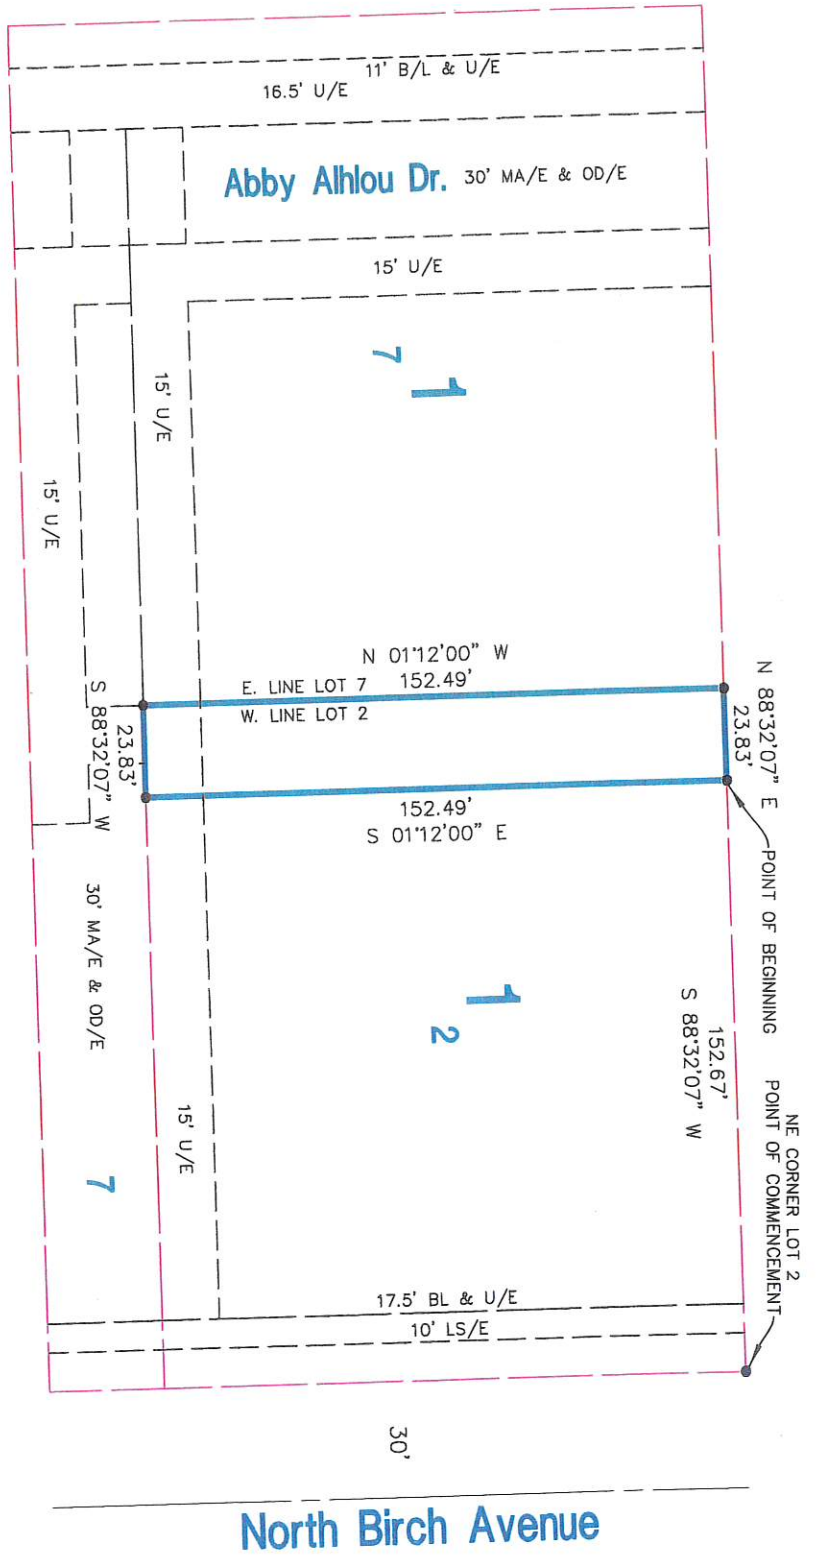 11' B/L & U/E
16.5' U/E
Abby Alhlou Dr. 30' MA/E & OD/E
15' U/E
7
1
15' U/E
15' U/E
N 01°12'00" W
E. LINE LOT 7 152.49'
W. LINE LOT 2
N 88°32'07" E
23.83'
S 88°32'07" W
23.83'
152.49'
S 01°12'00" E
POINT OF BEGINNING
30' MA/E & OD/E
1
2
152.67'
S 88°32'07" W
NE CORNER LOT 2
POINT OF COMMENCEMENT
15' U/E
7
17.5' BL & U/E
10' LS/E
30'
North Birch Avenue